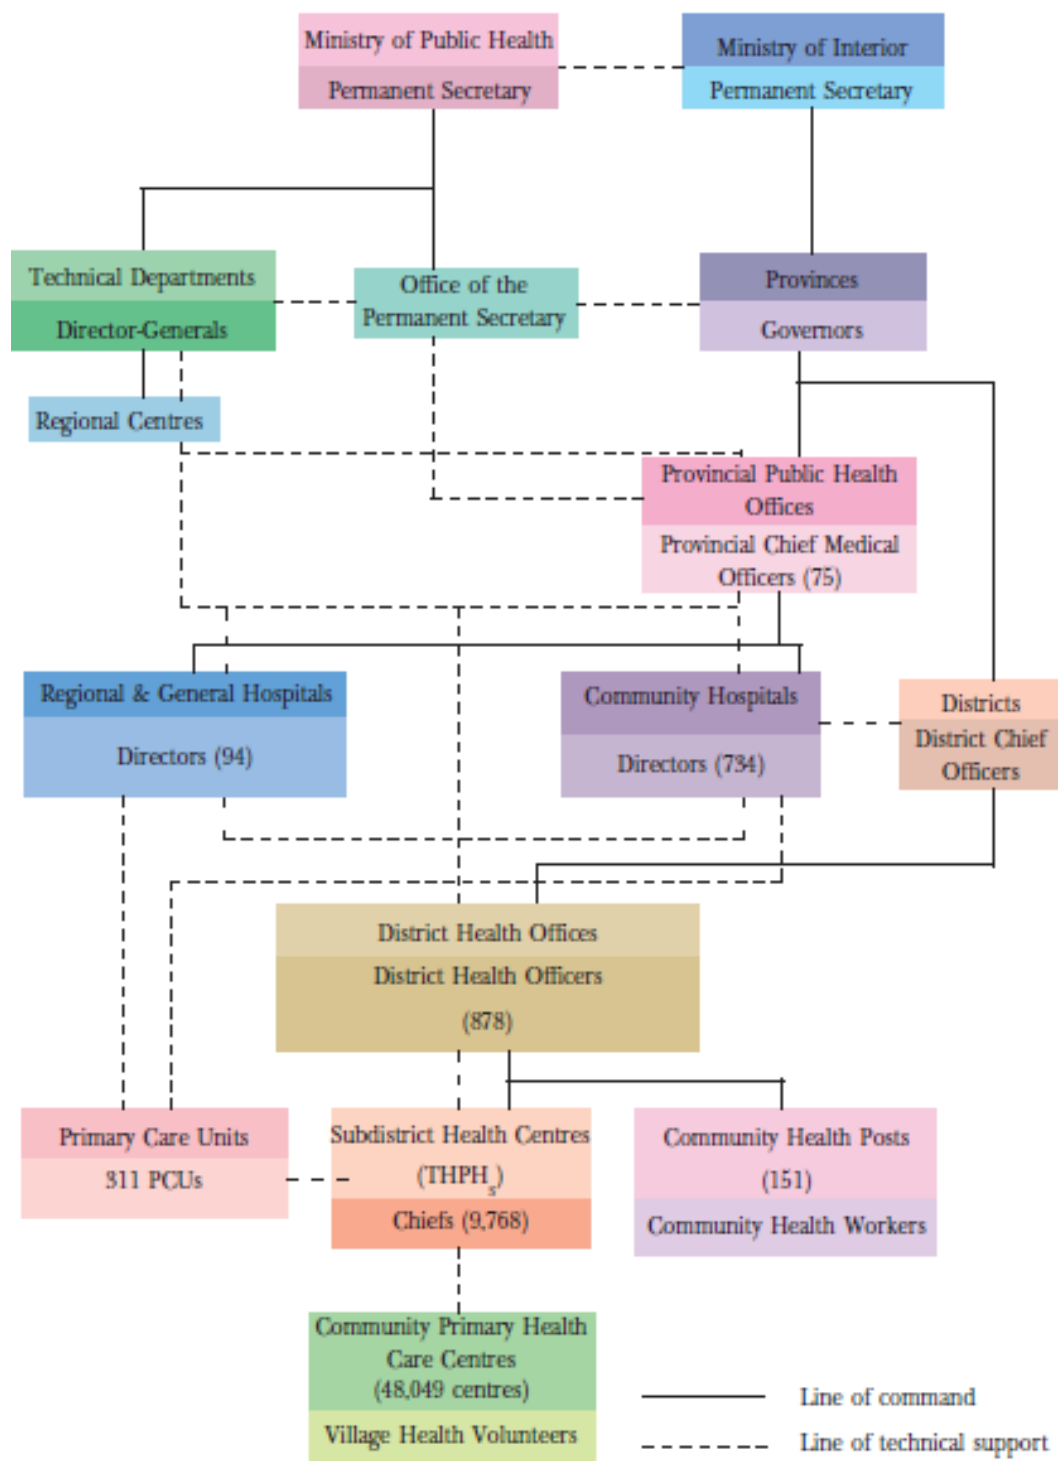 Ministry of Public Health
Permanent Secretary
Ministry of Interior
Permanent Secretary
Technical Departments
Director-Generals
Office of the
Permanent Secretary
Provinces
Governors
Regional Centres
Provincial Public Health
Offices
Provincial Chief Medical
Officers (75)
Regional & General Hospitals
Directors (94)
Community Hospitals
Directors (734)
Districts
District Chief
Officers
District Health Offices
District Health Officers
(878)
Primary Care Units
311 PCUs
Subdistrict Health Centres
(THPHs)
Chiefs (9,768)
Community Health Posts
(151)
Community Health Workers
Community Primary Health
Care Centres
(48,049 centres)
Village Health Volunteers
Line of command
Line of technical support